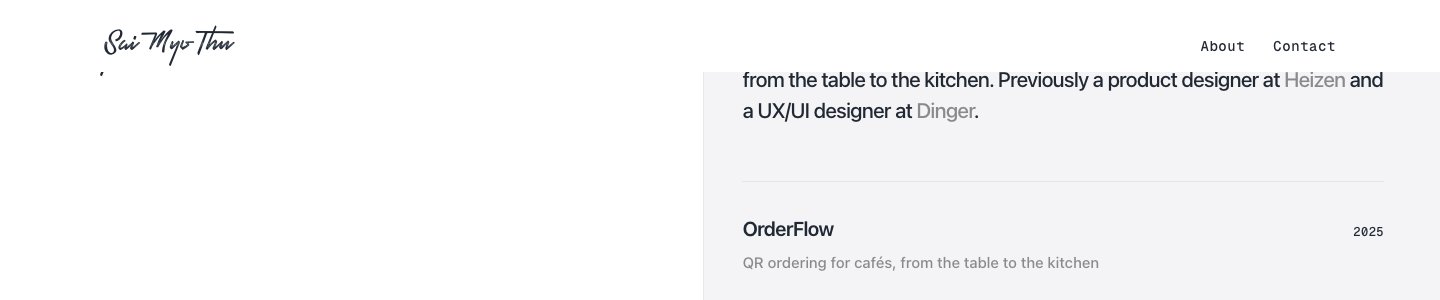 Sai Myo Thu
About Contact
from the table to the kitchen. Previously a product designer at Heizen and
a UX/UI designer at Dinger.
OrderFlow 2025
QR ordering for cafés, from the table to the kitchen